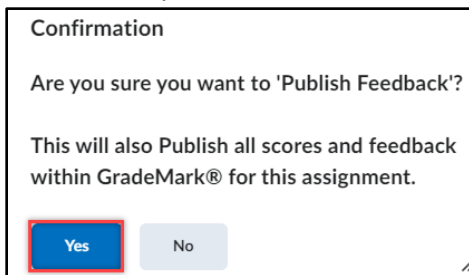 Confirmation
Are you sure you want to 'Publish Feedback'?
This will also Publish all scores and feedback
within GradeMark® for this assignment.
Yes No